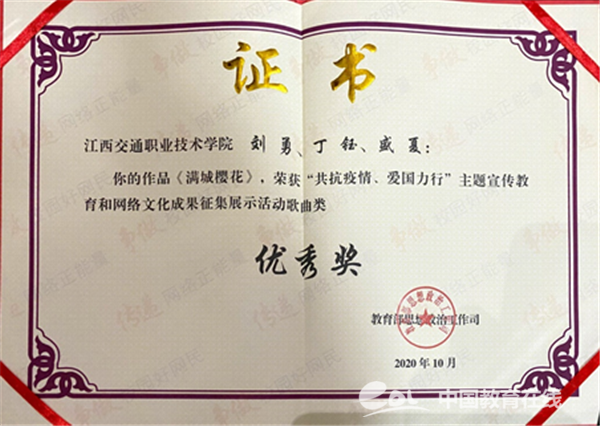 证书
江西交通职业技术学院 刘勇、丁钰、盛夏：
你的作品《满城樱花》，荣获“共抗疫情、爱国力行”主题宣传教
育和网络文化成果征集展示活动歌曲类
优秀奖
教育部思想政治工作司
2020年10月
eol 中国教育在线